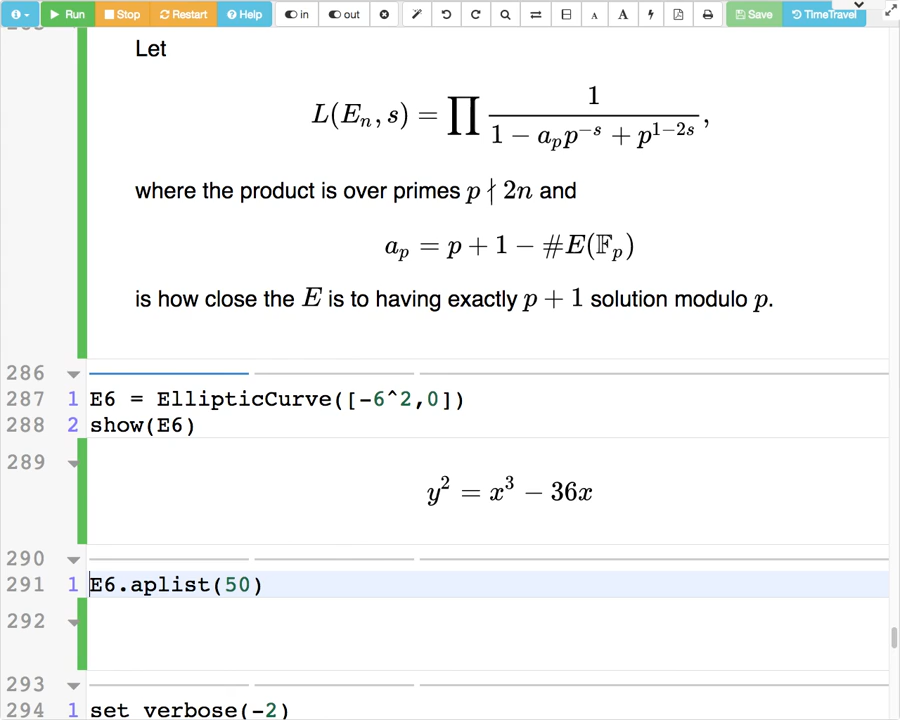 Run Stop Restart Help in out A A Save TimeTravel
Let
L(E_n, s) = ∏ 1 / (1 − a_p p^{−s} + p^{1−2s}),
where the product is over primes p ∤ 2n and
a_p = p + 1 − #E(𝔽_p)
is how close the E is to having exactly p + 1 solution modulo p.
286
287 1 E6 = EllipticCurve([-6^2,0])
288 2 show(E6)
289
y² = x³ − 36x
290
291 1 E6.aplist(50)
292
293
294 1 set_verbose(-2)